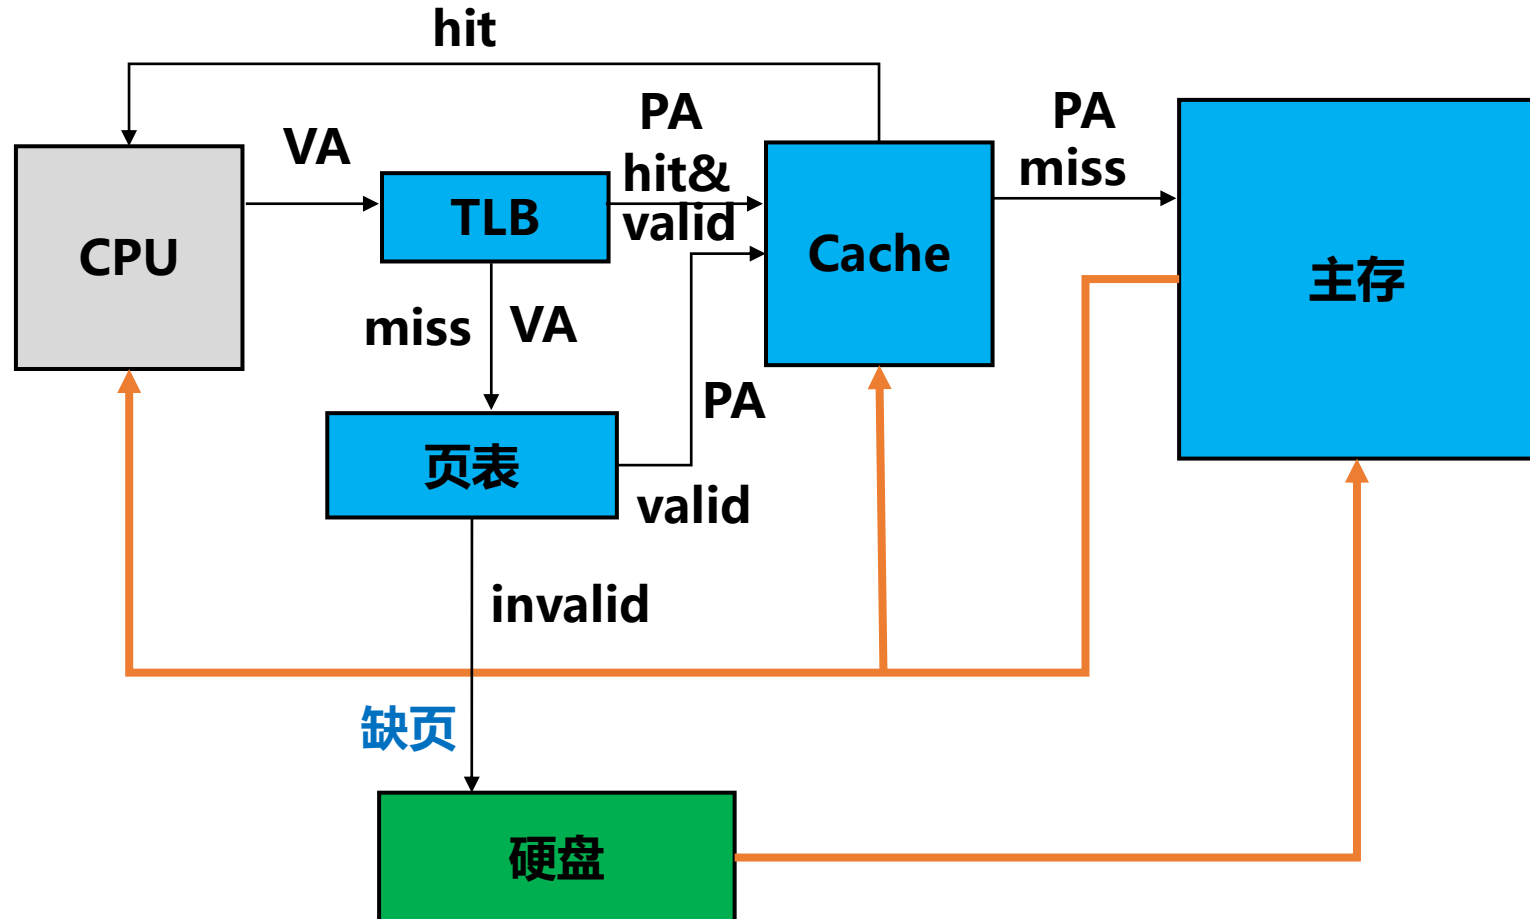 hit
VA
PA
hit&
valid
PA
miss
CPU
TLB
Cache
主存
miss
VA
PA
页表
valid
invalid
缺页
硬盘